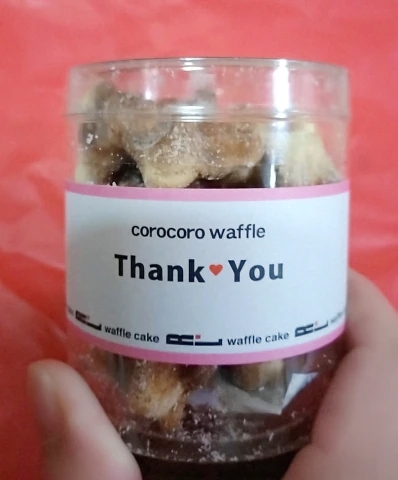 corocoro waffle
Thank♥You
R.L waffle cake R.L waffle cake R.L